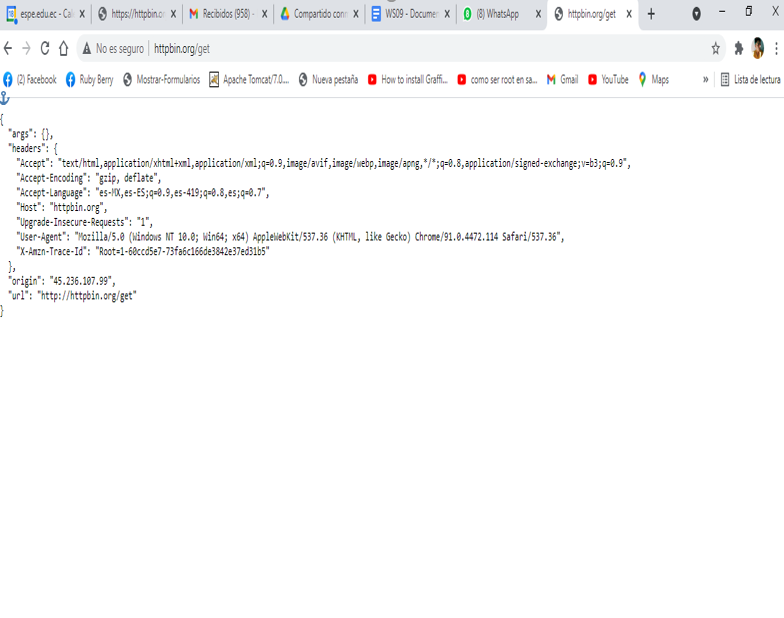 espe.edu.ec - Cal
https://httpbin.or
Recibidos (958) -
Compartido conm
WS09 - Documen
(8) WhatsApp
httpbin.org/get
No es seguro | httpbin.org/get
(2) Facebook
Ruby Berry
Mostrar-Formularios
Apache Tomcat/7.0....
Nueva pestaña
How to install Graffi...
como ser root en sa...
Gmail
YouTube
Maps
»
Lista de lectura
{
"args": {},
"headers": {
"Accept": "text/html,application/xhtml+xml,application/xml;q=0.9,image/avif,image/webp,image/apng,*/*;q=0.8,application/signed-exchange;v=b3;q=0.9",
"Accept-Encoding": "gzip, deflate",
"Accept-Language": "es-MX,es-ES;q=0.9,es-419;q=0.8,es;q=0.7",
"Host": "httpbin.org",
"Upgrade-Insecure-Requests": "1",
"User-Agent": "Mozilla/5.0 (Windows NT 10.0; Win64; x64) AppleWebKit/537.36 (KHTML, like Gecko) Chrome/91.0.4472.114 Safari/537.36",
"X-Amzn-Trace-Id": "Root=1-60ccd5e7-73fa6c166de3842e37ed31b5"
},
"origin": "45.236.107.99",
"url": "http://httpbin.org/get"
}